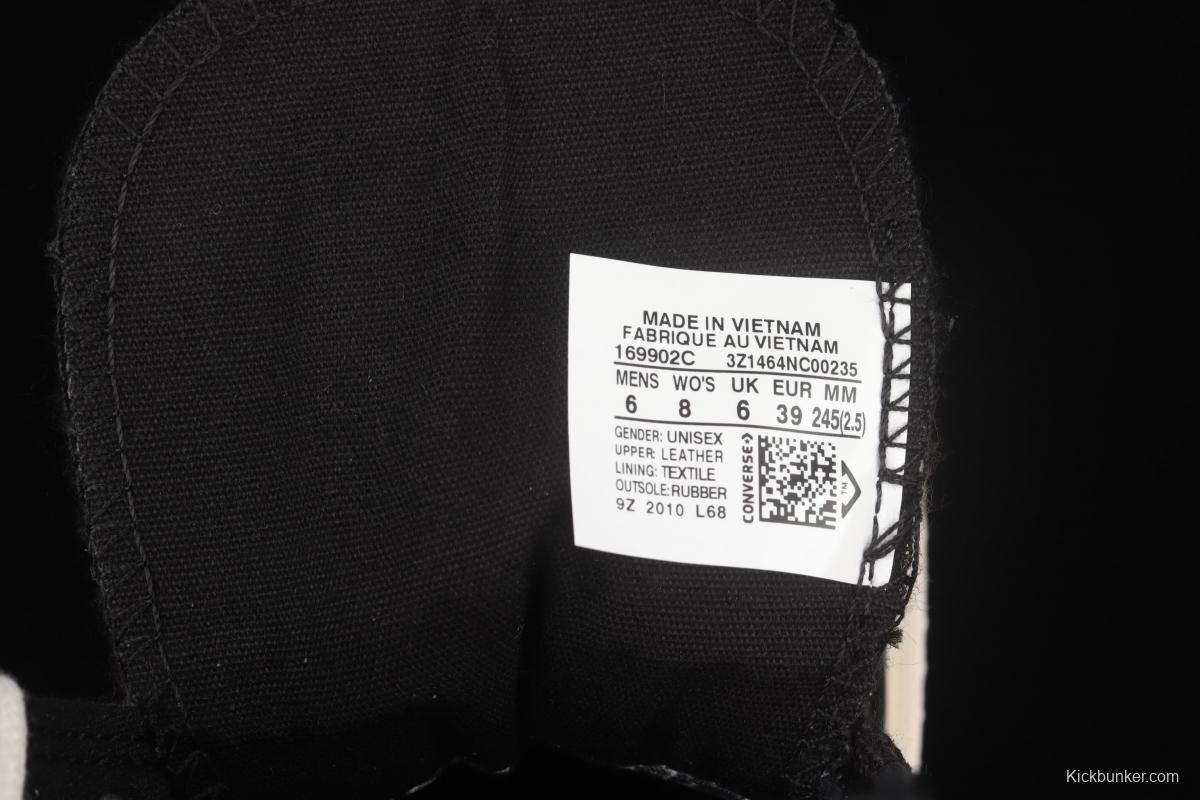 MADE IN VIETNAM
FABRIQUE AU VIETNAM
169902C 3Z1464NC00235
MENS WO'S UK EUR MM
6 8 6 39 245(2.5)
GENDER: UNISEX
UPPER: LEATHER
LINING: TEXTILE
OUTSOLE:RUBBER
9Z 2010 L68
CONVERSE
TM
Kickbunker.com